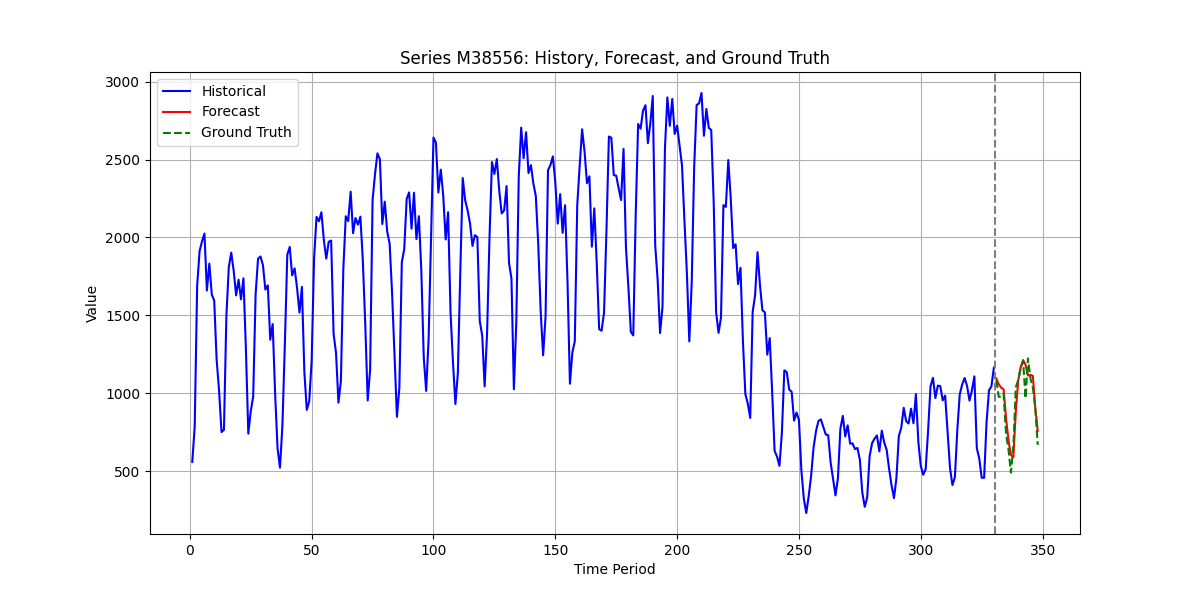 Series M38556: History, Forecast, and Ground Truth
Historical
Forecast
Ground Truth
Value
3000
2500
2000
1500
1000
500
0
50
100
150
200
250
300
350
Time Period